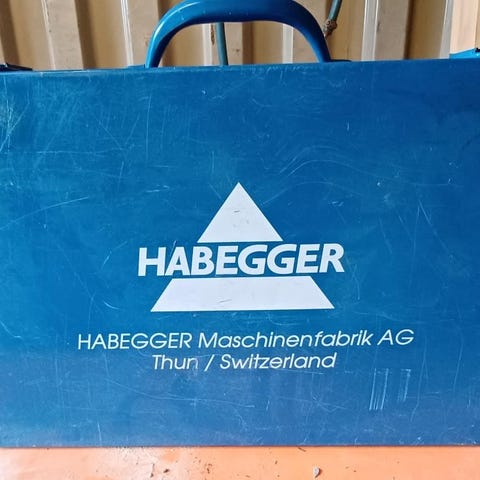 HABEGGER
HABEGGER Maschinenfabrik AG
Thun / Switzerland